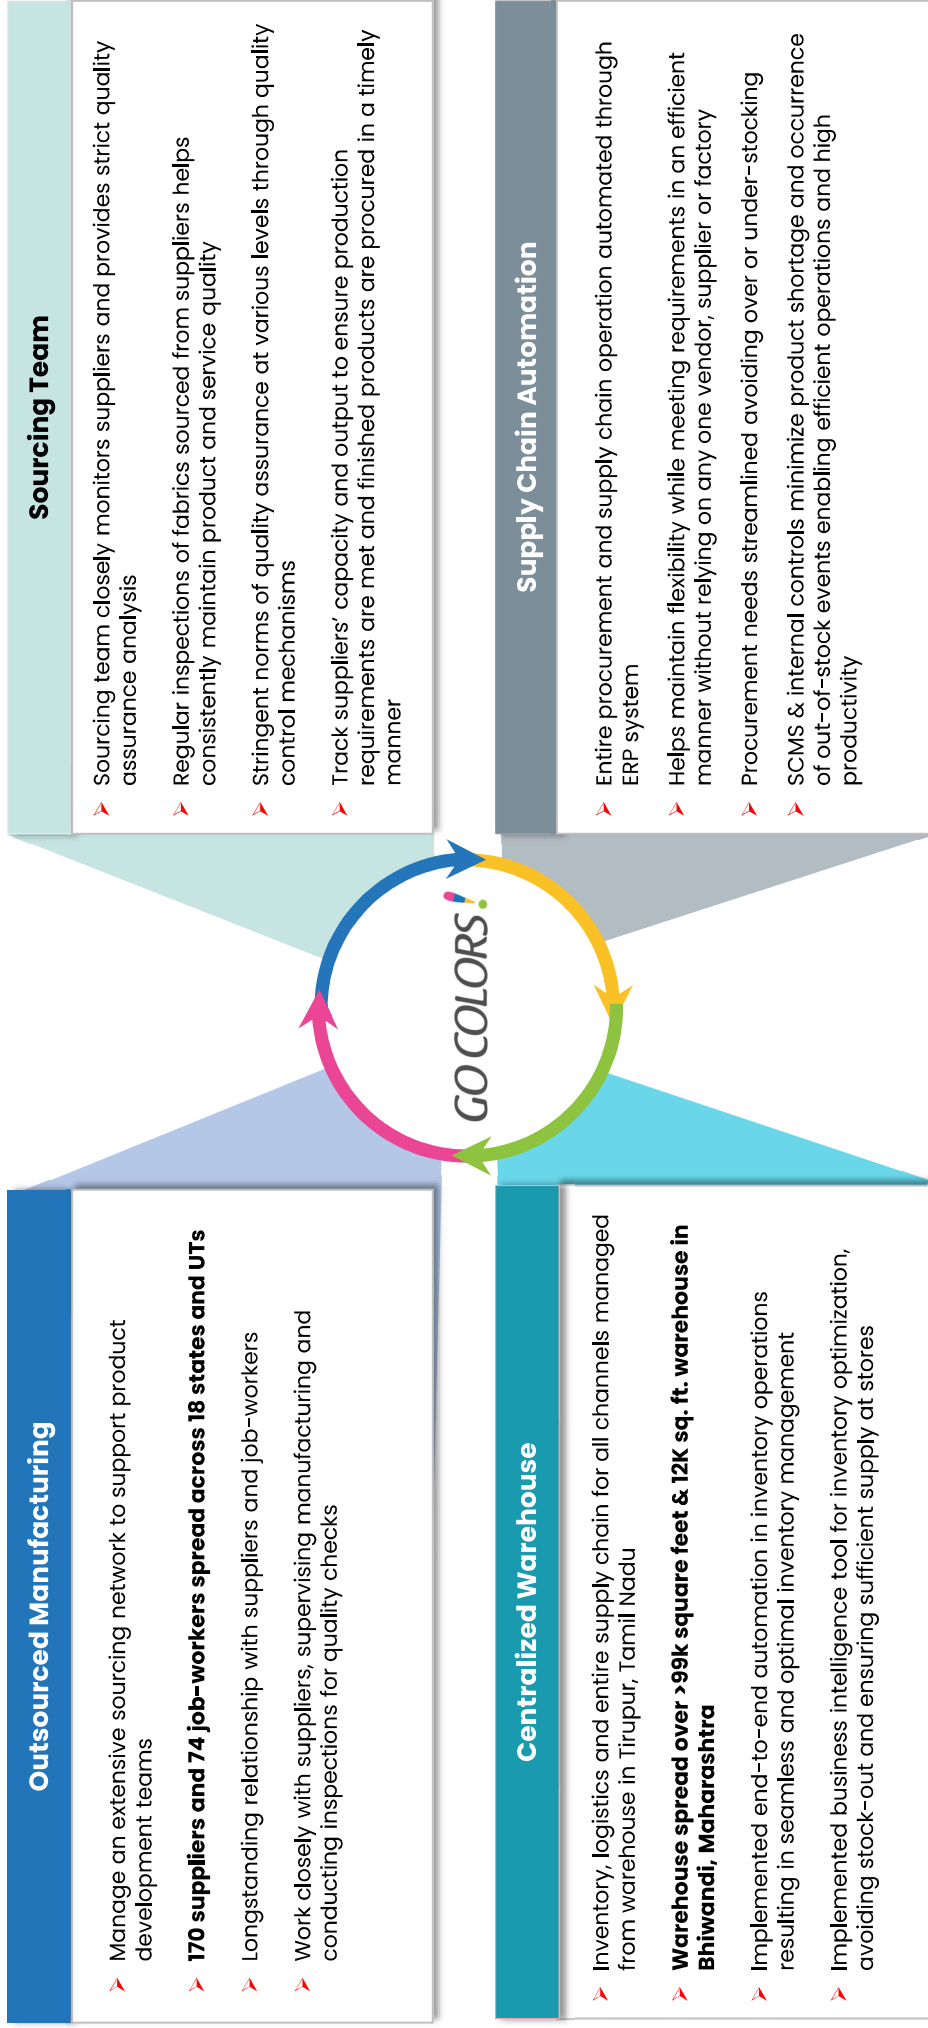 Outsourced Manufacturing
Manage an extensive sourcing network to support product
development teams
170 suppliers and 74 job-workers spread across 18 states and UTs
Longstanding relationship with suppliers and job-workers
Work closely with suppliers, supervising manufacturing and
conducting inspections for quality checks
Sourcing Team
Sourcing team closely monitors suppliers and provides strict quality
assurance analysis
Regular inspections of fabrics sourced from suppliers helps
consistently maintain product and service quality
Stringent norms of quality assurance at various levels through quality
control mechanisms
Track suppliers’ capacity and output to ensure production
requirements are met and finished products are procured in a timely
manner
GO COLORS!
Centralized Warehouse
Inventory, logistics and entire supply chain for all channels managed
from warehouse in Tirupur, Tamil Nadu
Warehouse spread over >99k square feet & 12K sq. ft. warehouse in
Bhiwandi, Maharashtra
Implemented end-to-end automation in inventory operations
resulting in seamless and optimal inventory management
Implemented business intelligence tool for inventory optimization,
avoiding stock-out and ensuring sufficient supply at stores
Supply Chain Automation
Entire procurement and supply chain operation automated through
ERP system
Helps maintain flexibility while meeting requirements in an efficient
manner without relying on any one vendor, supplier or factory
Procurement needs streamlined avoiding over or under-stocking
SCMS & internal controls minimize product shortage and occurrence
of out-of-stock events enabling efficient operations and high
productivity